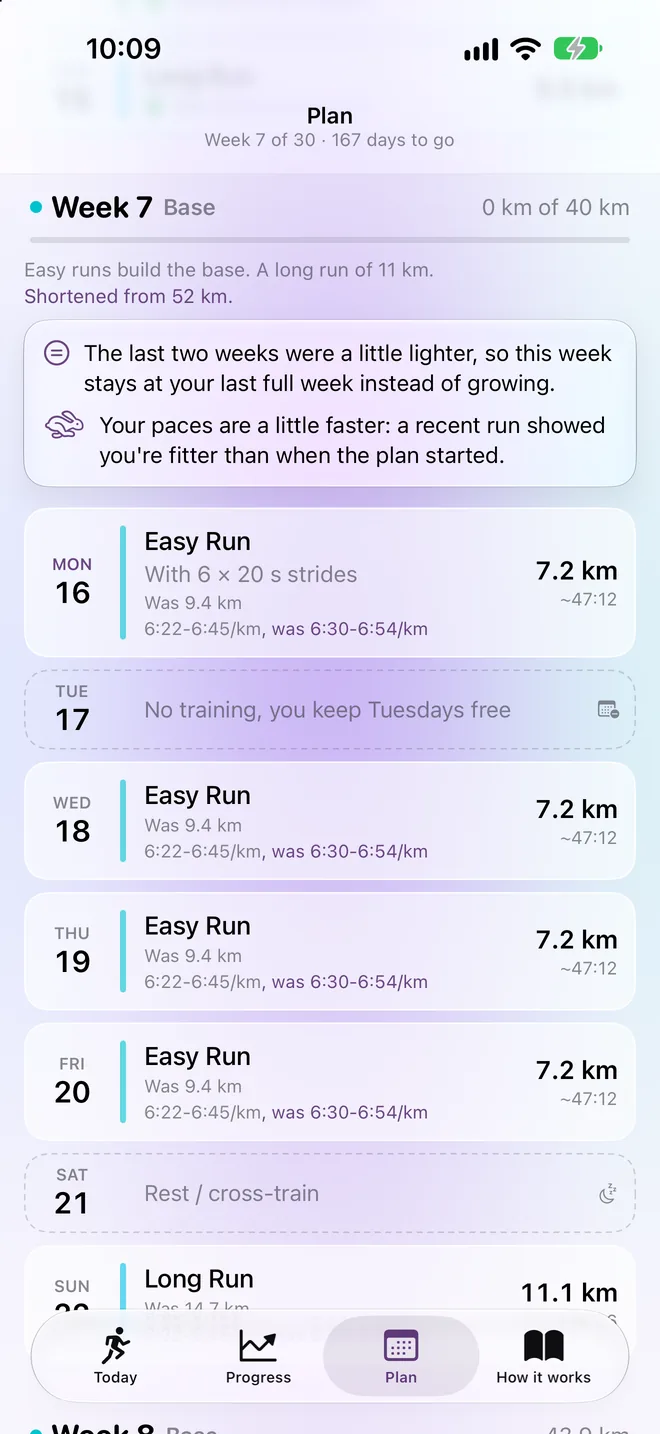 10:09
Plan
Week 7 of 30 · 167 days to go
Week 7 Base
0 km of 40 km
Easy runs build the base. A long run of 11 km.
Shortened from 52 km.
The last two weeks were a little lighter, so this week
stays at your last full week instead of growing.
Your paces are a little faster: a recent run showed
you're fitter than when the plan started.
MON
16
Easy Run
With 6 × 20 s strides
Was 9.4 km
6:22-6:45/km, was 6:30-6:54/km
7.2 km
~47:12
TUE
17
No training, you keep Tuesdays free
WED
18
Easy Run
Was 9.4 km
6:22-6:45/km, was 6:30-6:54/km
7.2 km
~47:12
THU
19
Easy Run
Was 9.4 km
6:22-6:45/km, was 6:30-6:54/km
7.2 km
~47:12
FRI
20
Easy Run
Was 9.4 km
6:22-6:45/km, was 6:30-6:54/km
7.2 km
~47:12
SAT
21
Rest / cross-train
SUN
Long Run
Was 14.7 km
11.1 km
Today
Progress
Plan
How it works
Week 8 Base